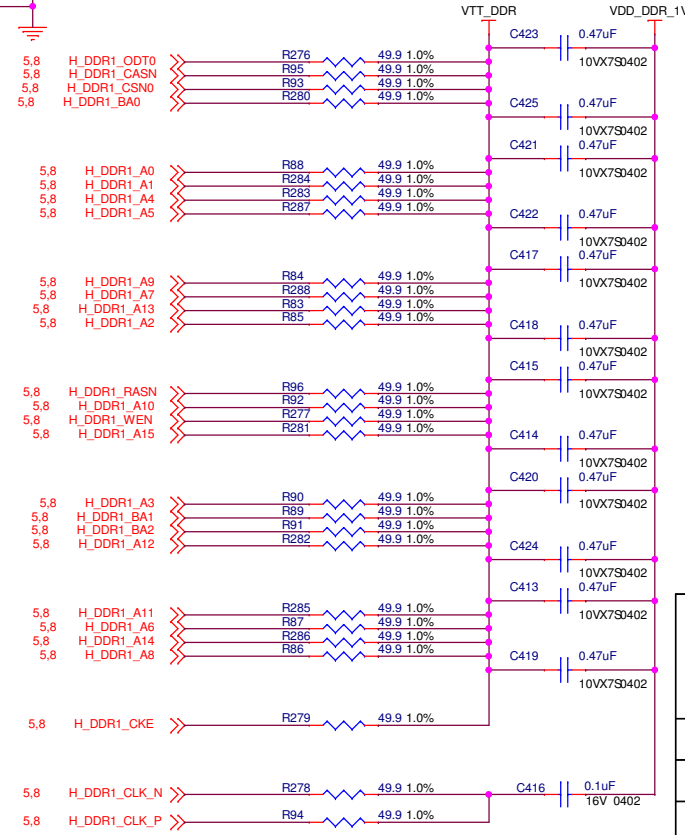 VTT_DDR VDD_DDR_1V
C423 0.47uF
10VX7S0402
5,8 H_DDR1_ODT0 R276 49.9 1.0%
5,8 H_DDR1_CASN R95 49.9 1.0%
5,8 H_DDR1_CSN0 R93 49.9 1.0%
5,8 H_DDR1_BA0 R280 49.9 1.0%
C425 0.47uF
10VX7S0402
C421 0.47uF
10VX7S0402
5,8 H_DDR1_A0 R88 49.9 1.0%
5,8 H_DDR1_A1 R284 49.9 1.0%
5,8 H_DDR1_A4 R283 49.9 1.0%
5,8 H_DDR1_A5 R287 49.9 1.0%
C422 0.47uF
10VX7S0402
C417 0.47uF
10VX7S0402
5,8 H_DDR1_A9 R84 49.9 1.0%
5,8 H_DDR1_A7 R288 49.9 1.0%
5,8 H_DDR1_A13 R83 49.9 1.0%
5,8 H_DDR1_A2 R85 49.9 1.0%
C418 0.47uF
10VX7S0402
C415 0.47uF
10VX7S0402
5,8 H_DDR1_RASN R96 49.9 1.0%
5,8 H_DDR1_A10 R92 49.9 1.0%
5,8 H_DDR1_WEN R277 49.9 1.0%
5,8 H_DDR1_A15 R281 49.9 1.0%
C414 0.47uF
10VX7S0402
C420 0.47uF
10VX7S0402
5,8 H_DDR1_A3 R90 49.9 1.0%
5,8 H_DDR1_BA1 R89 49.9 1.0%
5,8 H_DDR1_BA2 R91 49.9 1.0%
5,8 H_DDR1_A12 R282 49.9 1.0%
C424 0.47uF
10VX7S0402
C413 0.47uF
10VX7S0402
5,8 H_DDR1_A11 R285 49.9 1.0%
5,8 H_DDR1_A6 R87 49.9 1.0%
5,8 H_DDR1_A14 R286 49.9 1.0%
5,8 H_DDR1_A8 R86 49.9 1.0%
C419 0.47uF
10VX7S0402
5,8 H_DDR1_CKE R279 49.9 1.0%
5,8 H_DDR1_CLK_N R278 49.9 1.0%
C416 0.1uF
16V 0402
5,8 H_DDR1_CLK_P R94 49.9 1.0%